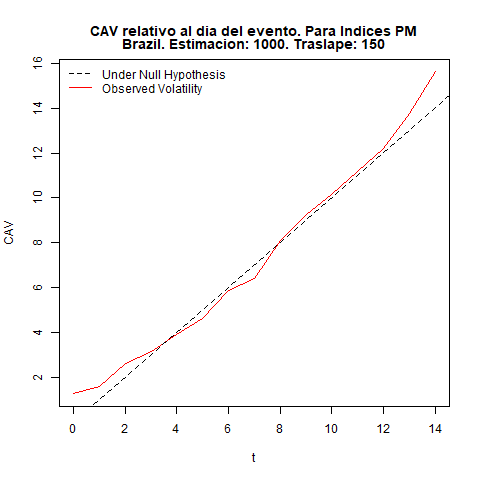 CAV relativo al dia del evento. Para Indices PM
Brazil. Estimacion: 1000. Traslape: 150
Under Null Hypothesis
Observed Volatility
16
14
12
10
8
6
4
2
CAV
0 2 4 6 8 10 12 14
t